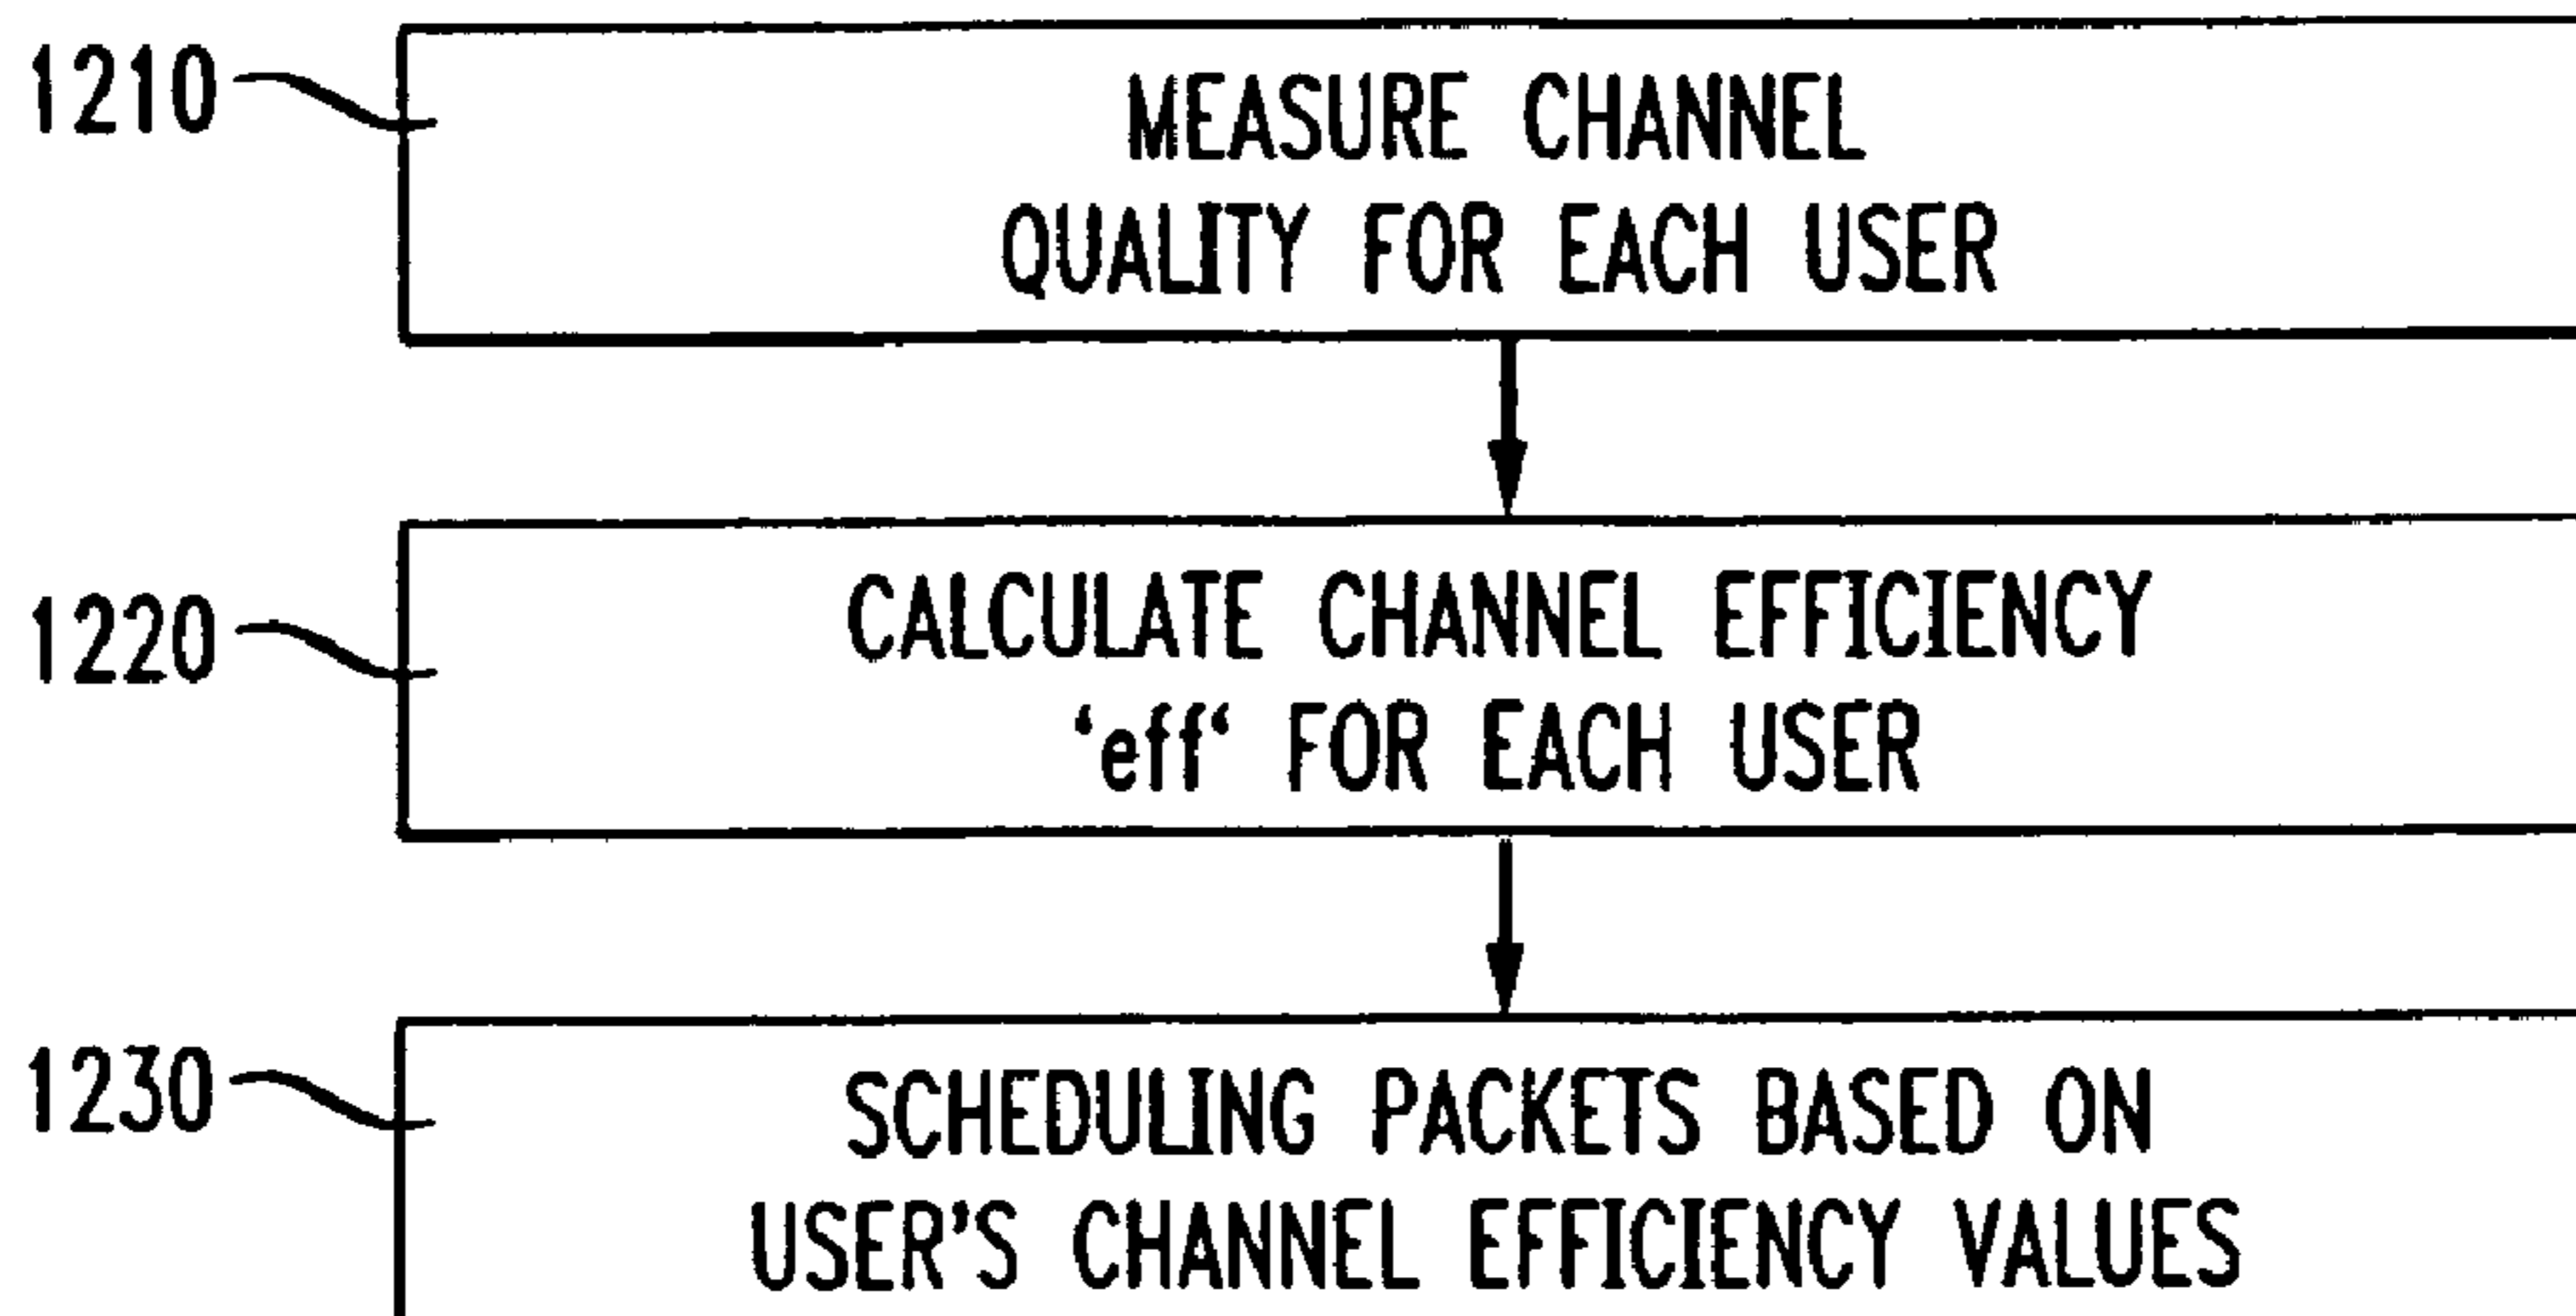 1210
MEASURE CHANNEL
QUALITY FOR EACH USER
1220
CALCULATE CHANNEL EFFICIENCY
‘eff‘ FOR EACH USER
1230
SCHEDULING PACKETS BASED ON
USER’S CHANNEL EFFICIENCY VALUES